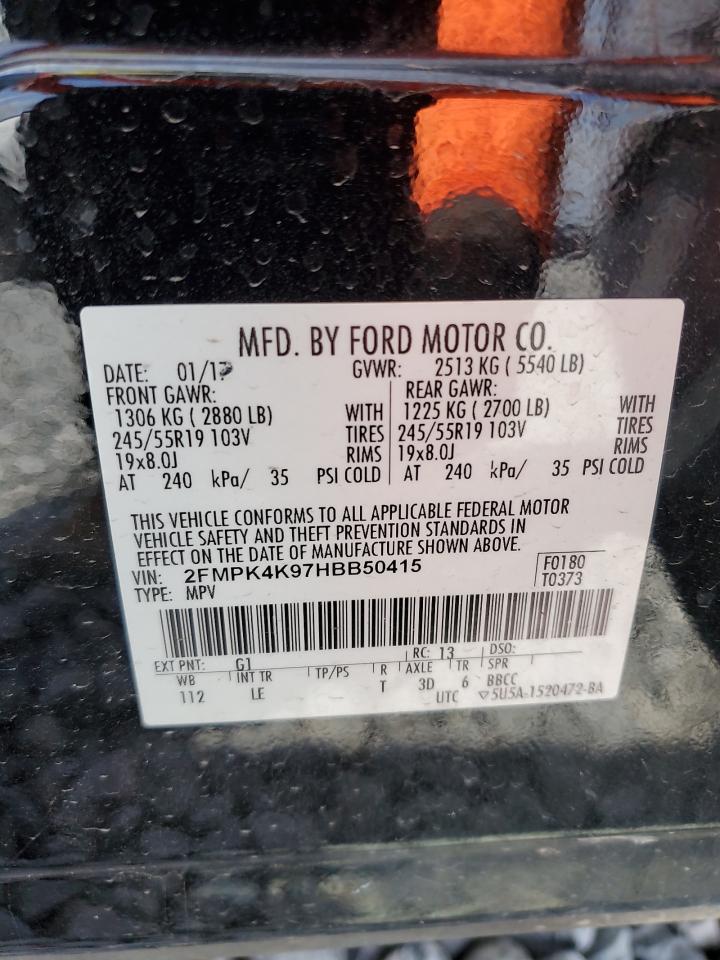 MFD. BY FORD MOTOR CO.
DATE: 01/17 GVWR: 2513 KG ( 5540 LB)
FRONT GAWR: REAR GAWR:
1306 KG ( 2880 LB) WITH 1225 KG ( 2700 LB) WITH
245/55R19 103V TIRES 245/55R19 103V TIRES
19x8.0J RIMS 19x8.0J RIMS
AT 240 kPa/ 35 PSI COLD AT 240 kPa/ 35 PSI COLD
THIS VEHICLE CONFORMS TO ALL APPLICABLE FEDERAL MOTOR
VEHICLE SAFETY AND THEFT PREVENTION STANDARDS IN
EFFECT ON THE DATE OF MANUFACTURE SHOWN ABOVE.
VIN: 2FMPK4K97HBB50415 F0180
TYPE: MPV T0373
EXT PNT: G1 RC: 13 DSO:
WB INT TR TP/PS R AXLE TR SPR
112 LE T 3D 6 BBCC
UTC ▽5U5A-1520472-BA